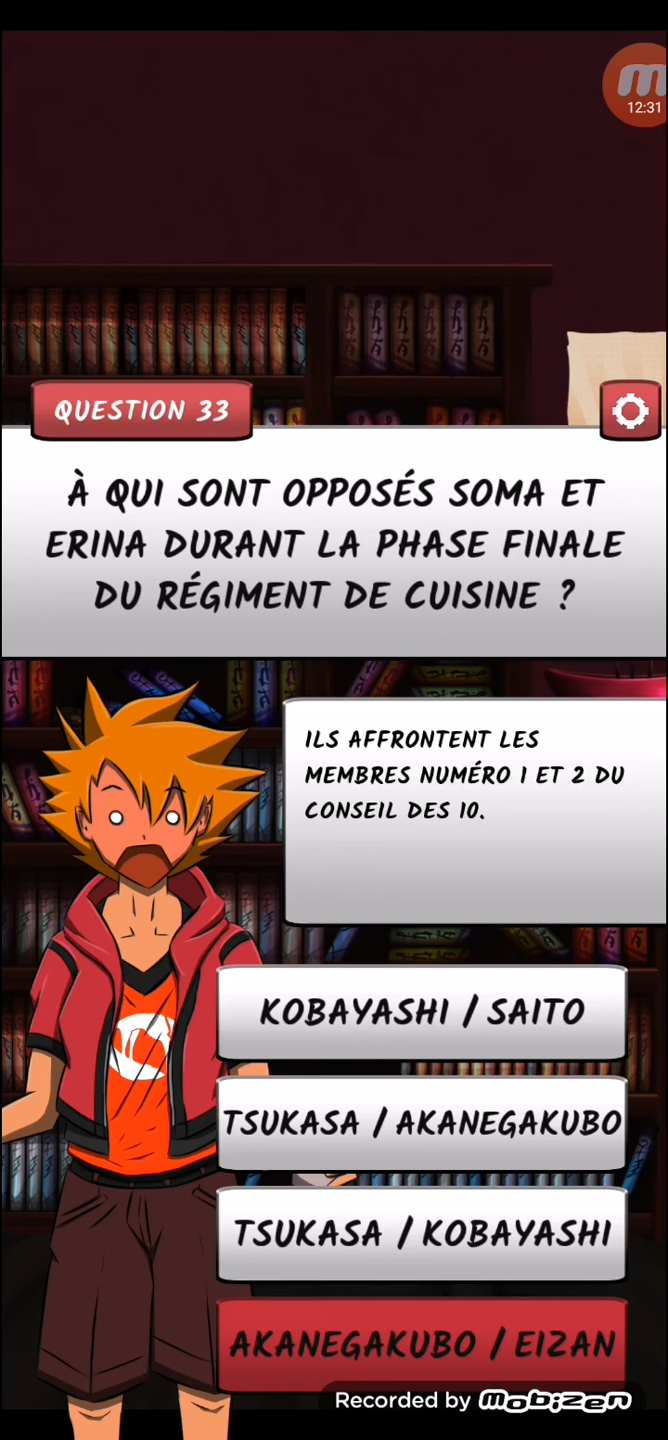 12:31
QUESTION 33
À QUI SONT OPPOSÉS SOMA ET
ERINA DURANT LA PHASE FINALE
DU RÉGIMENT DE CUISINE ?
ILS AFFRONTENT LES
MEMBRES NUMÉRO 1 ET 2 DU
CONSEIL DES 10.
KOBAYASHI / SAITO
TSUKASA / AKANEGAKUBO
TSUKASA / KOBAYASHI
AKANEGAKUBO / EIZAN
Recorded by mobizen